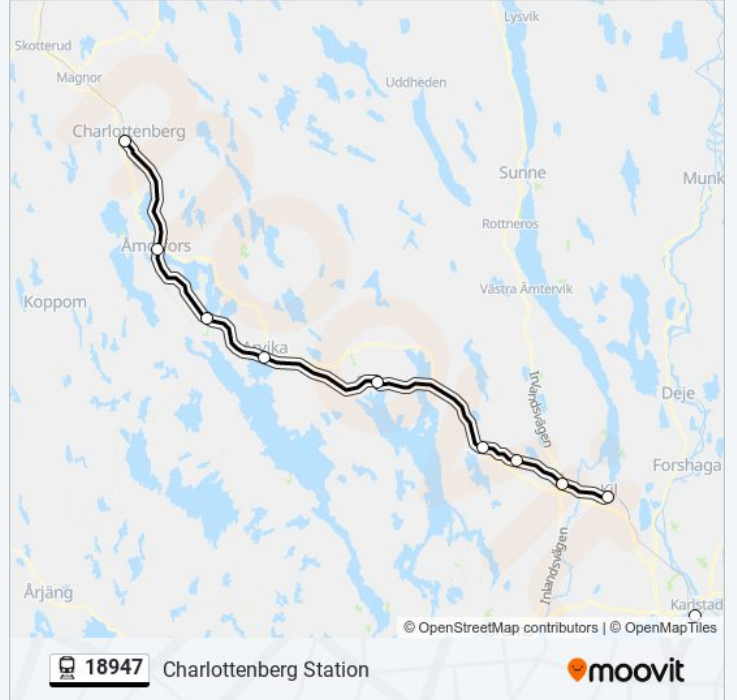 Lysvik
Skotterud
Magnor
Uddheden
Charlottenberg
Sunne
Munk
Rottneros
Åmotfors
Västra Ämtervik
Koppom
Arvika
Inlandsvägen
Deje
Forshaga
Kil
Inlandsvägen
Årjäng
Karlstad
© OpenStreetMap contributors | © OpenMapTiles
18947 Charlottenberg Station
moovit